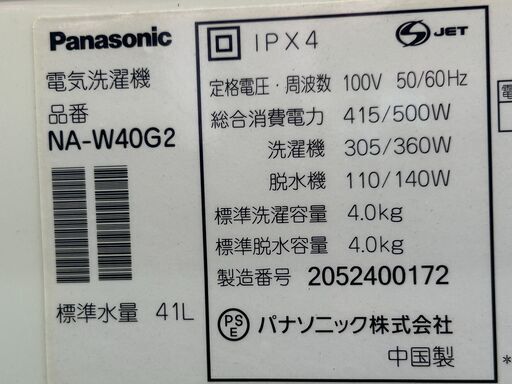 Panasonic
電気洗濯機
品番
NA-W40G2
標準水量 41L
IPX4
S JET
定格電圧・周波数 100V 50/60Hz
総合消費電力 415/500W
洗濯機 305/360W
脱水機 110/140W
標準洗濯容量 4.0kg
標準脱水容量 4.0kg
製造番号 2052400172
PSE パナソニック株式会社
中国製
電
*